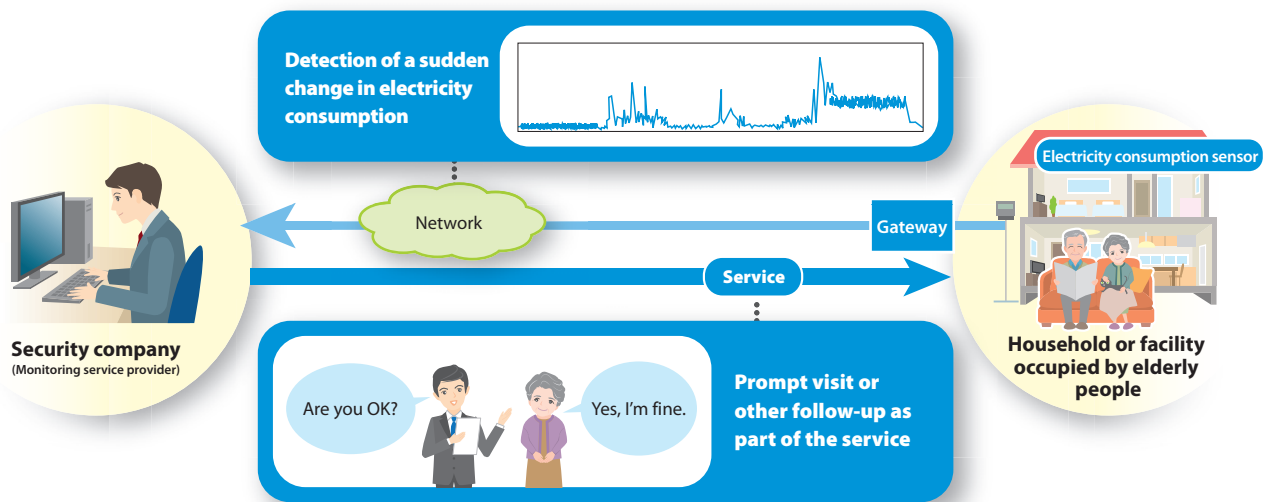 Detection of a sudden
change in electricity
consumption
Electricity consumption sensor
Network
Gateway
Service
Security company
(Monitoring service provider)
Household or facility
occupied by elderly
people
Are you OK?
Yes, I'm fine.
Prompt visit or
other follow-up as
part of the service